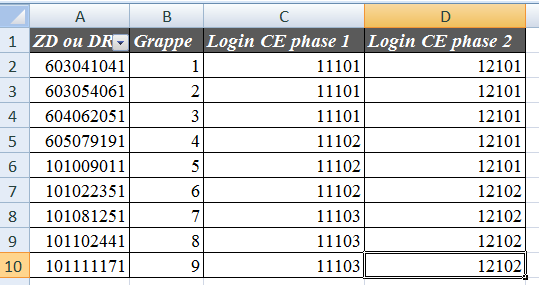 A B C D
1 ZD ou DR Grappe Login CE phase 1 Login CE phase 2
2 603041041 1 11101 12101
3 603054061 2 11101 12101
4 604062051 3 11101 12101
5 605079191 4 11102 12101
6 101009011 5 11102 12101
7 101022351 6 11102 12102
8 101081251 7 11103 12102
9 101102441 8 11103 12102
10 101111171 9 11103 12102